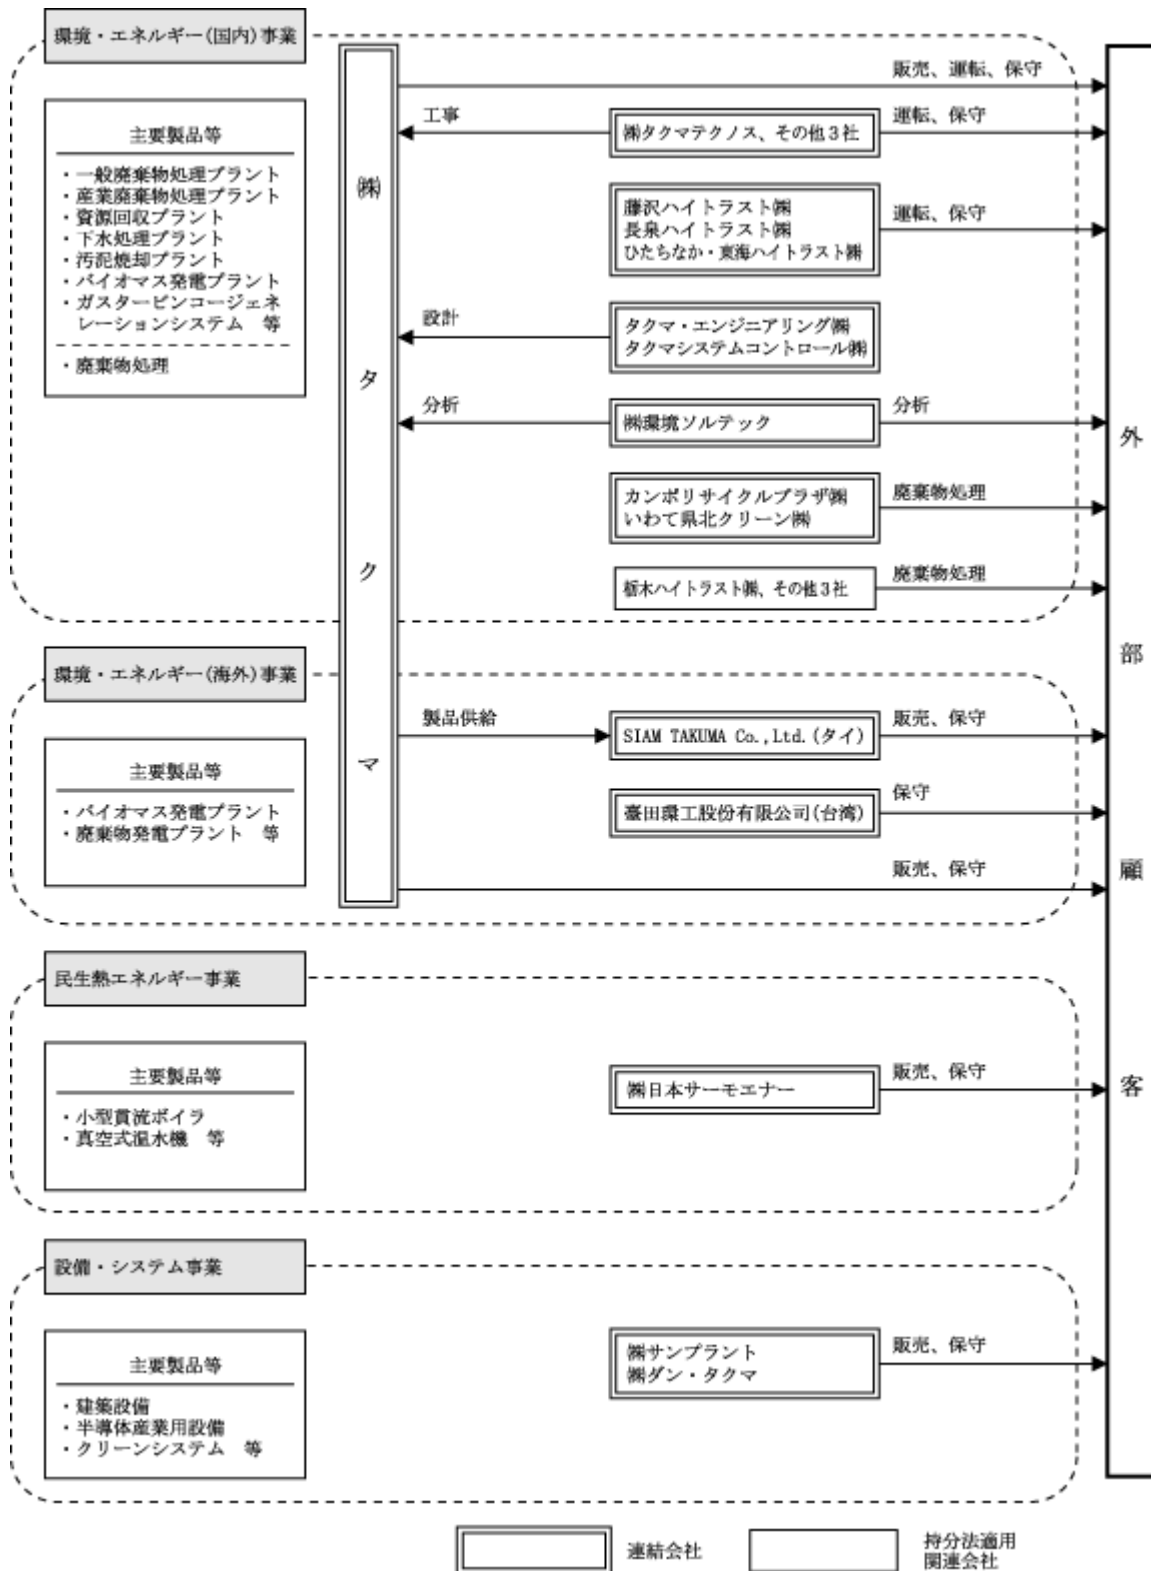 環境・エネルギー(国内)事業
主要製品等
・一般廃棄物処理プラント
・産業廃棄物処理プラント
・資源回収プラント
・下水処理プラント
・汚泥焼却プラント
・バイオマス発電プラント
・ガスタービンコージェネ
レーションシステム 等
・廃棄物処理
㈱タクマ
販売、運転、保守
工事
㈱タクマテクノス、その他3社
運転、保守
藤沢ハイトラスト㈱
長泉ハイトラスト㈱
ひたちなか・東海ハイトラスト㈱
運転、保守
設計
タクマ・エンジニアリング㈱
タクマシステムコントロール㈱
分析
㈱環境ソルテック
分析
カンポリサイクルプラザ㈱
いわて県北クリーン㈱
廃棄物処理
栃木ハイトラスト㈱、その他3社
廃棄物処理
外部顧客
環境・エネルギー(海外)事業
主要製品等
・バイオマス発電プラント
・廃棄物発電プラント 等
製品供給
SIAM TAKUMA Co.,Ltd.(タイ)
販売、保守
臺田環工股份有限公司(台湾)
保守
販売、保守
民生熱エネルギー事業
主要製品等
・小型貫流ボイラ
・真空式温水機 等
㈱日本サーモエナー
販売、保守
設備・システム事業
主要製品等
・建築設備
・半導体産業用設備
・クリーンシステム 等
㈱サンプラント
㈱ダン・タクマ
販売、保守
連結会社
持分法適用
関連会社